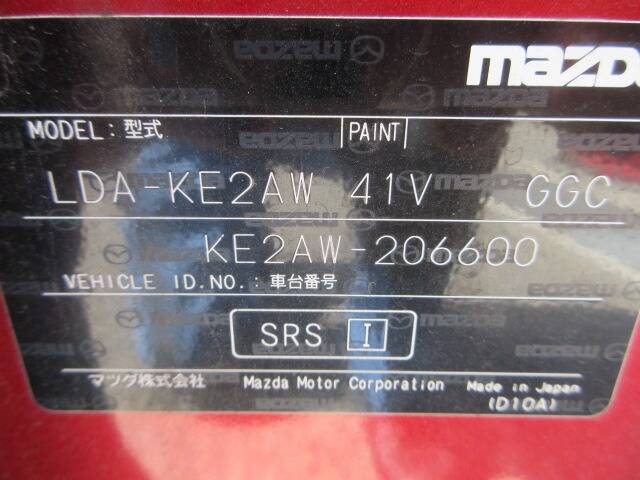 mazda
MODEL: 型式 PAINT
LDA-KE2AW 41V GGC
KE2AW-206600
VEHICLE ID.NO.: 車台番号
SRS I
マツダ株式会社 Mazda Motor Corporation Made in Japan
(D10A)